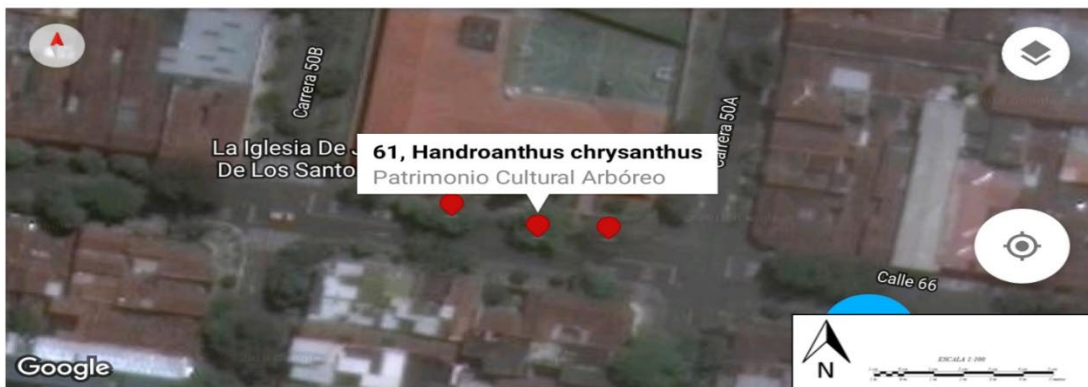 Carrera 50B
Carrera 50A
La Iglesia De J
De Los Santo
61, Handroanthus chrysanthus
Patrimonio Cultural Arbóreo
Calle 66
Google
N
ESCALA 1-100